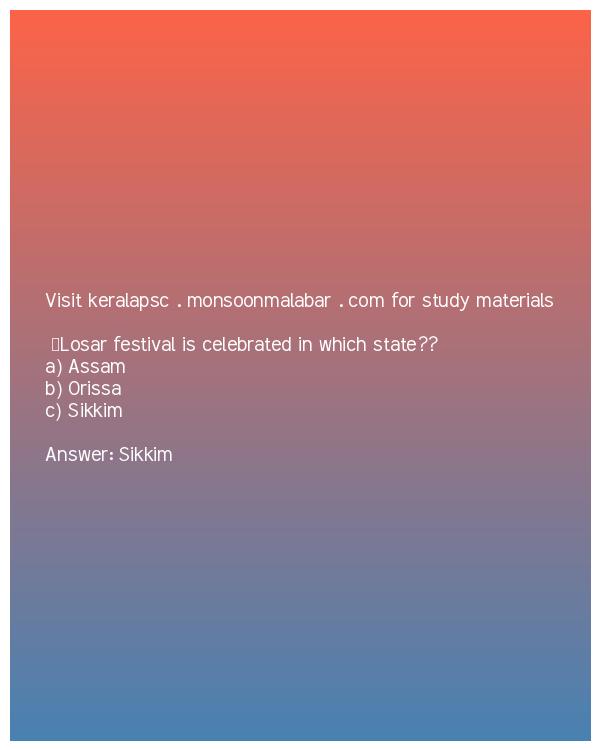 Visit keralapsc . monsoonmalabar . com for study materials
▯Losar festival is celebrated in which state??
a) Assam
b) Orissa
c) Sikkim
Answer: Sikkim